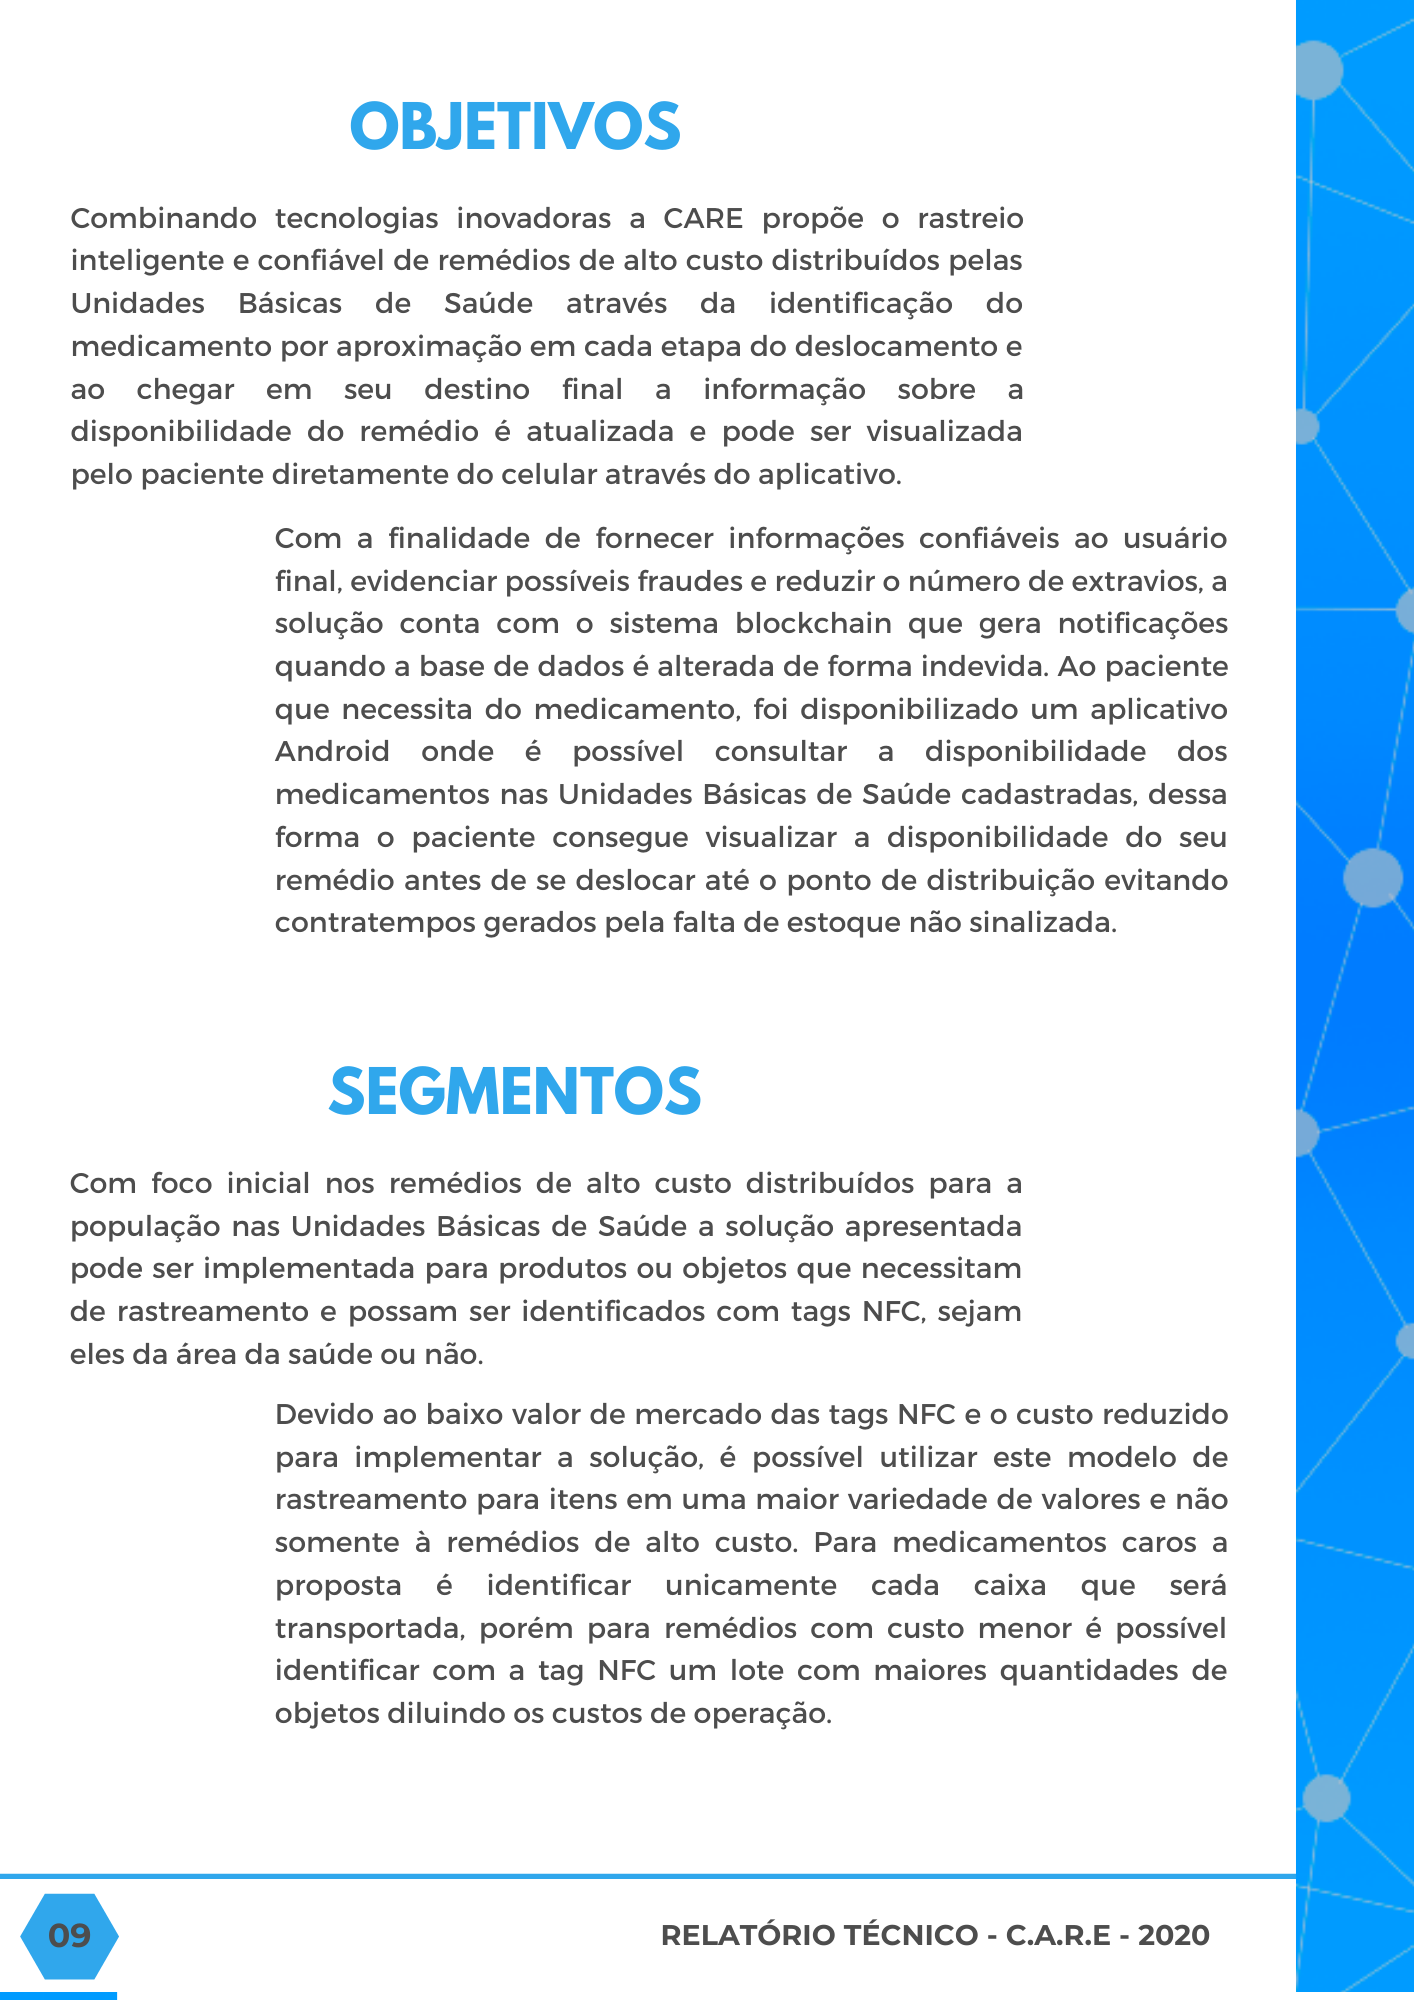 OBJETIVOS
Combinando tecnologias inovadoras a CARE propõe o rastreio
inteligente e confiável de remédios de alto custo distribuídos pelas
Unidades Básicas de Saúde através da identificação do
medicamento por aproximação em cada etapa do deslocamento e
ao chegar em seu destino final a informação sobre a
disponibilidade do remédio é atualizada e pode ser visualizada
pelo paciente diretamente do celular através do aplicativo.
Com a finalidade de fornecer informações confiáveis ao usuário
final, evidenciar possíveis fraudes e reduzir o número de extravios, a
solução conta com o sistema blockchain que gera notificações
quando a base de dados é alterada de forma indevida. Ao paciente
que necessita do medicamento, foi disponibilizado um aplicativo
Android onde é possível consultar a disponibilidade dos
medicamentos nas Unidades Básicas de Saúde cadastradas, dessa
forma o paciente consegue visualizar a disponibilidade do seu
remédio antes de se deslocar até o ponto de distribuição evitando
contratempos gerados pela falta de estoque não sinalizada.
SEGMENTOS
Com foco inicial nos remédios de alto custo distribuídos para a
população nas Unidades Básicas de Saúde a solução apresentada
pode ser implementada para produtos ou objetos que necessitam
de rastreamento e possam ser identificados com tags NFC, sejam
eles da área da saúde ou não.
Devido ao baixo valor de mercado das tags NFC e o custo reduzido
para implementar a solução, é possível utilizar este modelo de
rastreamento para itens em uma maior variedade de valores e não
somente à remédios de alto custo. Para medicamentos caros a
proposta é identificar unicamente cada caixa que será
transportada, porém para remédios com custo menor é possível
identificar com a tag NFC um lote com maiores quantidades de
objetos diluindo os custos de operação.
09
RELATÓRIO TÉCNICO - C.A.R.E - 2020